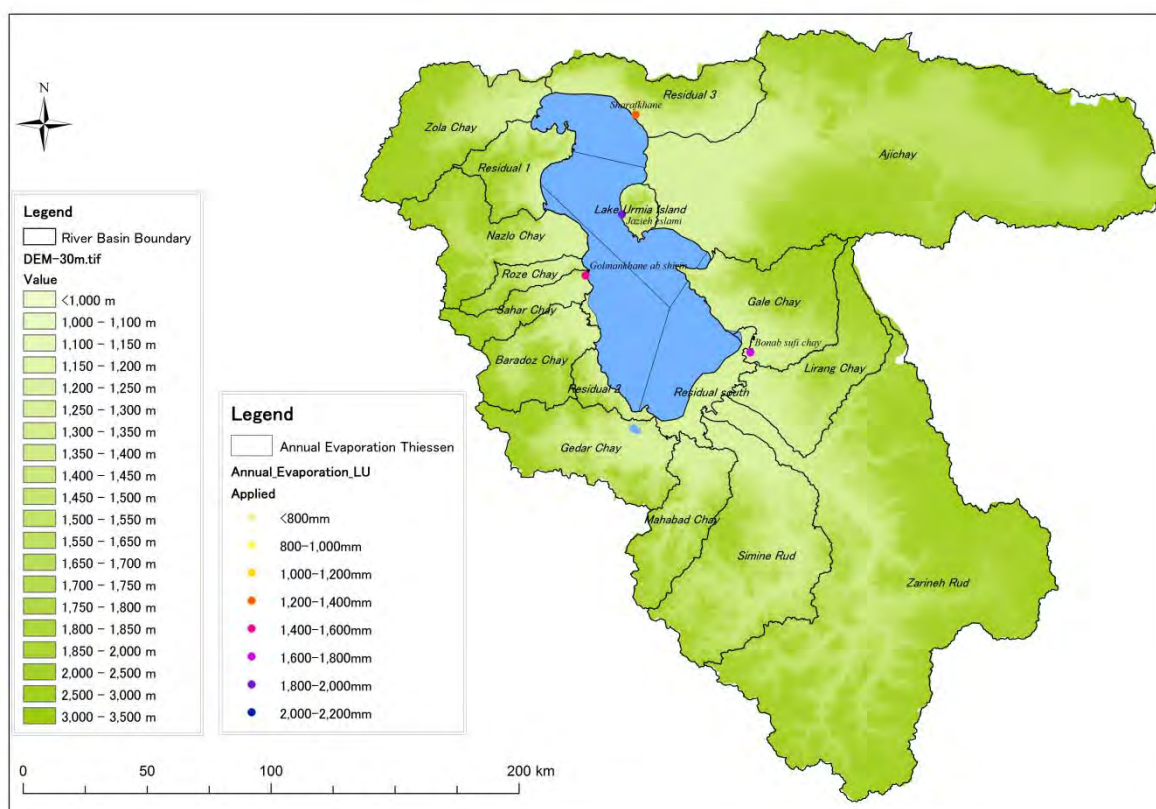 N
Legend
River Basin Boundary
DEM-30m.tif
Value
<1,000 m
1,000 - 1,100 m
1,100 - 1,150 m
1,150 - 1,200 m
1,200 - 1,250 m
1,250 - 1,300 m
1,300 - 1,350 m
1,350 - 1,400 m
1,400 - 1,450 m
1,450 - 1,500 m
1,500 - 1,550 m
1,550 - 1,650 m
1,650 - 1,700 m
1,700 - 1,750 m
1,750 - 1,800 m
1,800 - 1,850 m
1,850 - 2,000 m
2,000 - 2,500 m
2,500 - 3,000 m
3,000 - 3,500 m
Legend
Annual Evaporation Thiessen
Annual_Evaporation_LU
Applied
<800mm
800-1,000mm
1,000-1,200mm
1,200-1,400mm
1,400-1,600mm
1,600-1,800mm
1,800-2,000mm
2,000-2,200mm
0 50 100 200 km
Residual 3
Sharafkhane
Zola Chay
Ajichay
Residual 1
Lake Urmia Island
Jazieh eslami
Nazlo Chay
Golmankhane ab shirin
Roze Chay
Sahar Chay
Gale Chay
Bonab sufi chay
Baradoz Chay
Lirang Chay
Residual 2
Residual south
Gedar Chay
Mahabad Chay
Simine Rud
Zarineh Rud